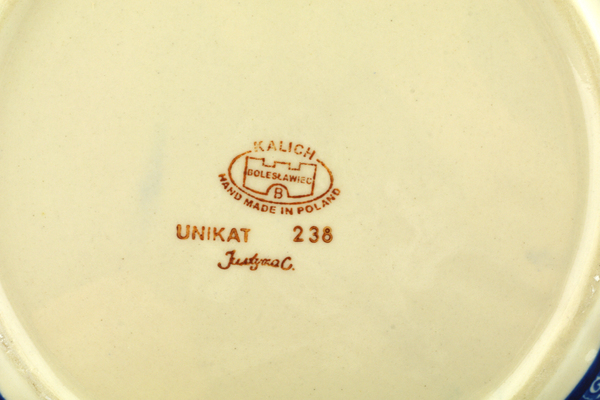 KALICH
BOLESŁAWIEC
B
HAND MADE IN POLAND
UNIKAT 238
Justyna C.